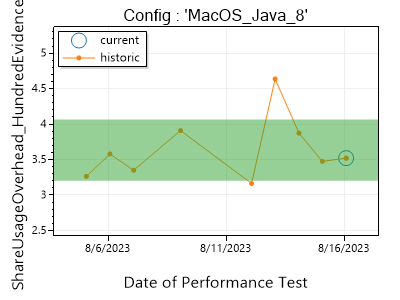 Config : 'MacOS_Java_8'
current
historic
ShareUsageOverhead_HundredEvidence
5
4.5
4
3.5
3
2.5
8/6/2023
8/11/2023
8/16/2023
Date of Performance Test